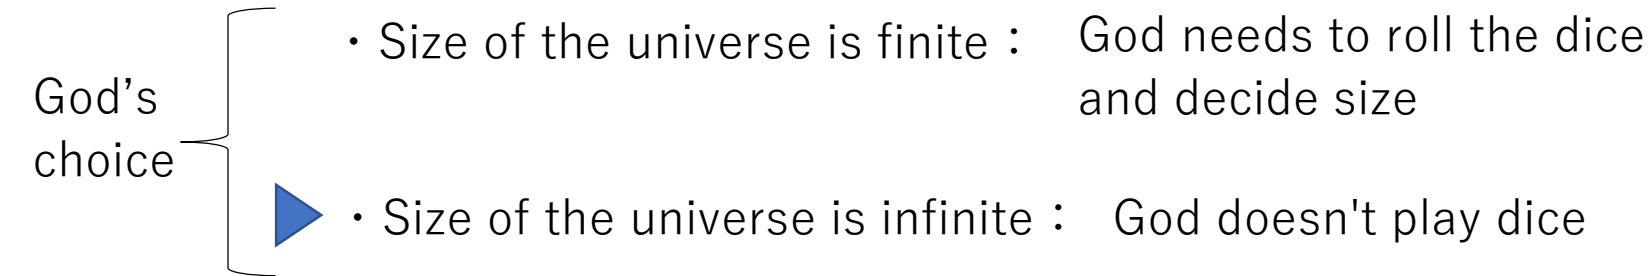 God’s
choice
・Size of the universe is finite： God needs to roll the dice
and decide size
・Size of the universe is infinite： God doesn't play dice